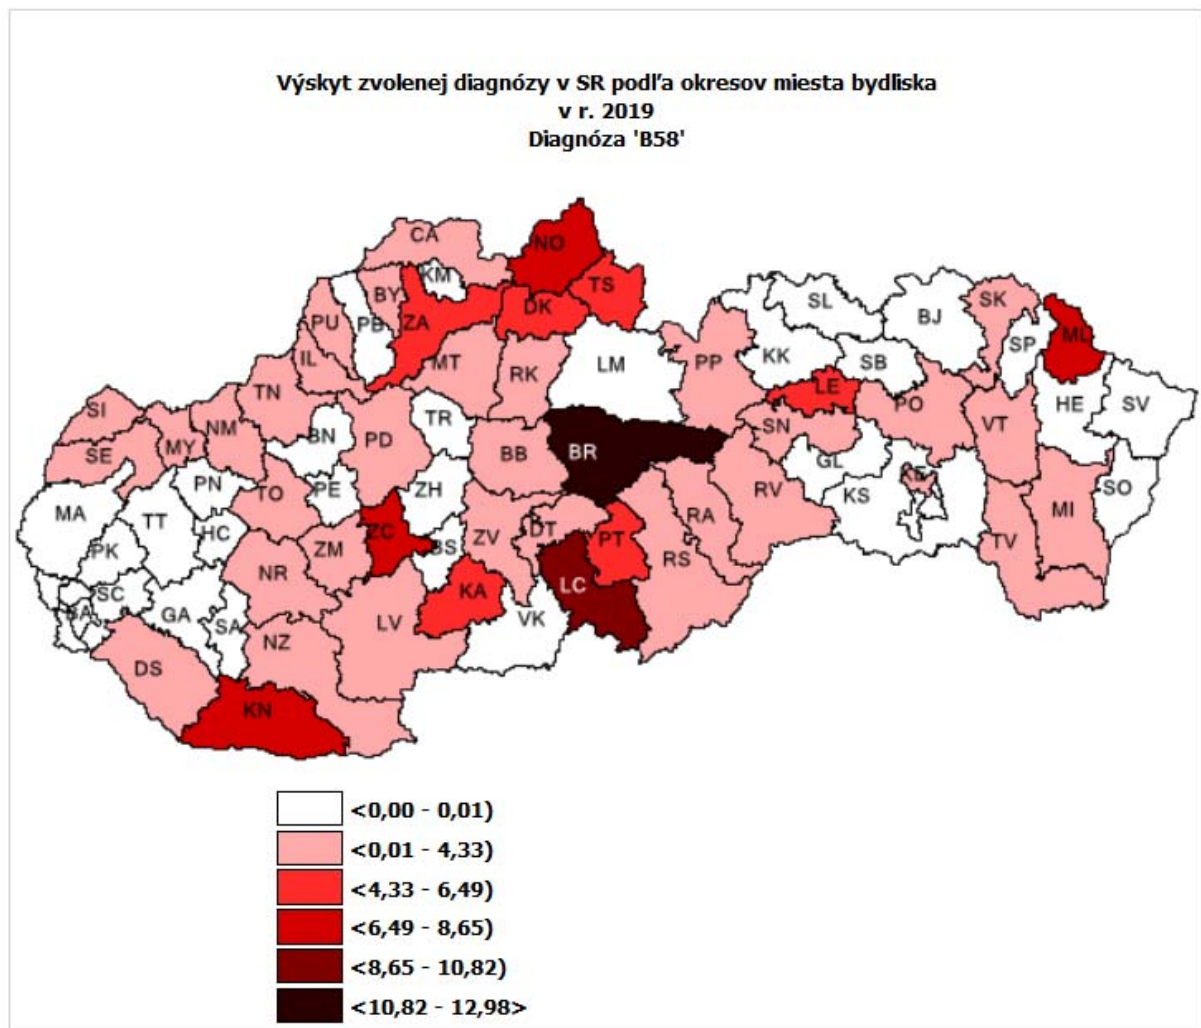 Výskyt zvolenej diagnózy v SR podľa okresov miesta bydliska
v r. 2019
Diagnóza 'B58'
CA
NO
KM
TS
BY
DK
SL
SK
PU
PB
ZA
BJ
ML
SP
IL
MT
RK
LM
PP
KK
SB
LE
HE
SV
TN
PO
SI
NM
TR
SN
VT
MY
BN
PD
BB
BR
SE
GL
KE
PN
TO
PE
ZH
RV
KS
SO
MA
TT
RA
MI
HC
ZC
DT
PK
ZM
BS
ZV
PT
TV
RS
NR
LC
SC
KA
BA
GA
SA
LV
VK
NZ
DS
KN
<0,00 - 0,01)
<0,01 - 4,33)
<4,33 - 6,49)
<6,49 - 8,65)
<8,65 - 10,82)
<10,82 - 12,98>